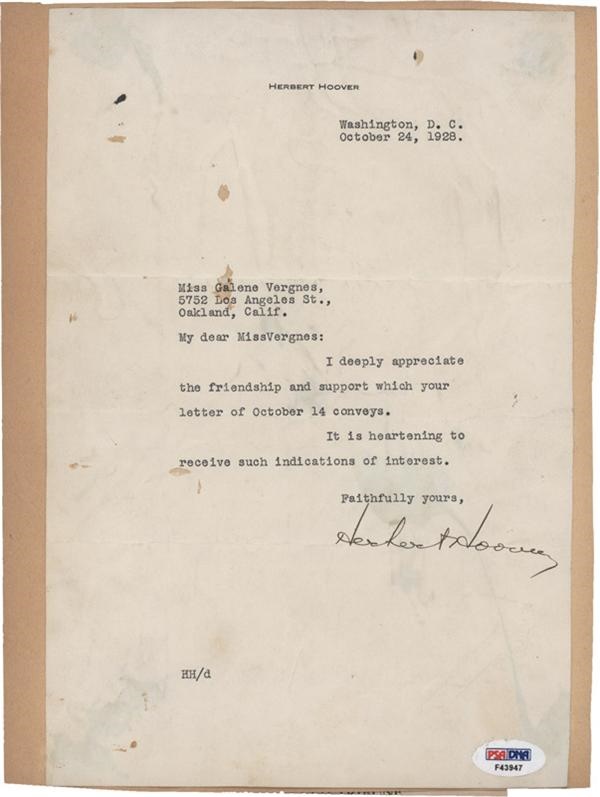 HERBERT HOOVER
Washington, D. C.
October 24, 1928.
Miss Galene Vergnes,
5752 Los Angeles St.,
Oakland, Calif.
My dear MissVergnes:
I deeply appreciate
the friendship and support which your
letter of October 14 conveys.
It is heartening to
receive such indications of interest.
Faithfully yours,
Herbert Hoover
HH/d
PSA DNA
F43947